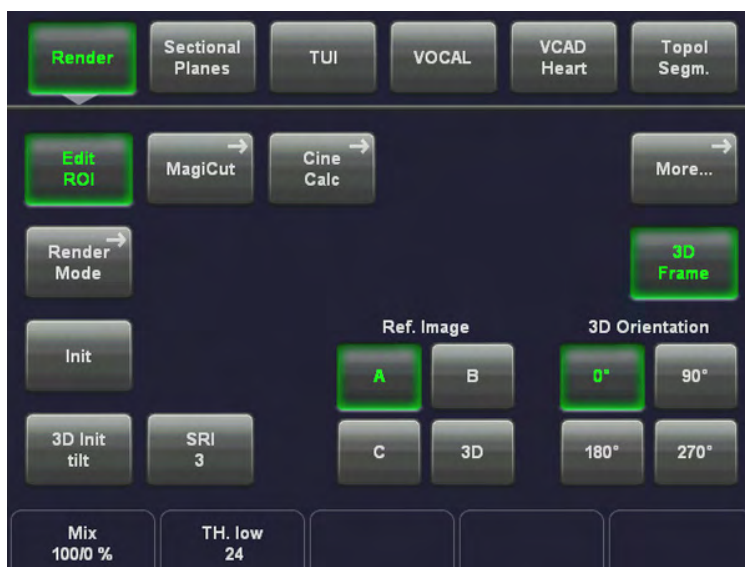 Render
Sectional
Planes
TUI
VOCAL
VCAD
Heart
Topol
Segm.
Edit
ROI
MagiCut
Cine
Calc
More...
Render
Mode
3D
Frame
Init
Ref. Image
3D Orientation
A
B
0°
90°
3D Init
tilt
SRI
3
C
3D
180°
270°
Mix
100/0 %
TH. low
24